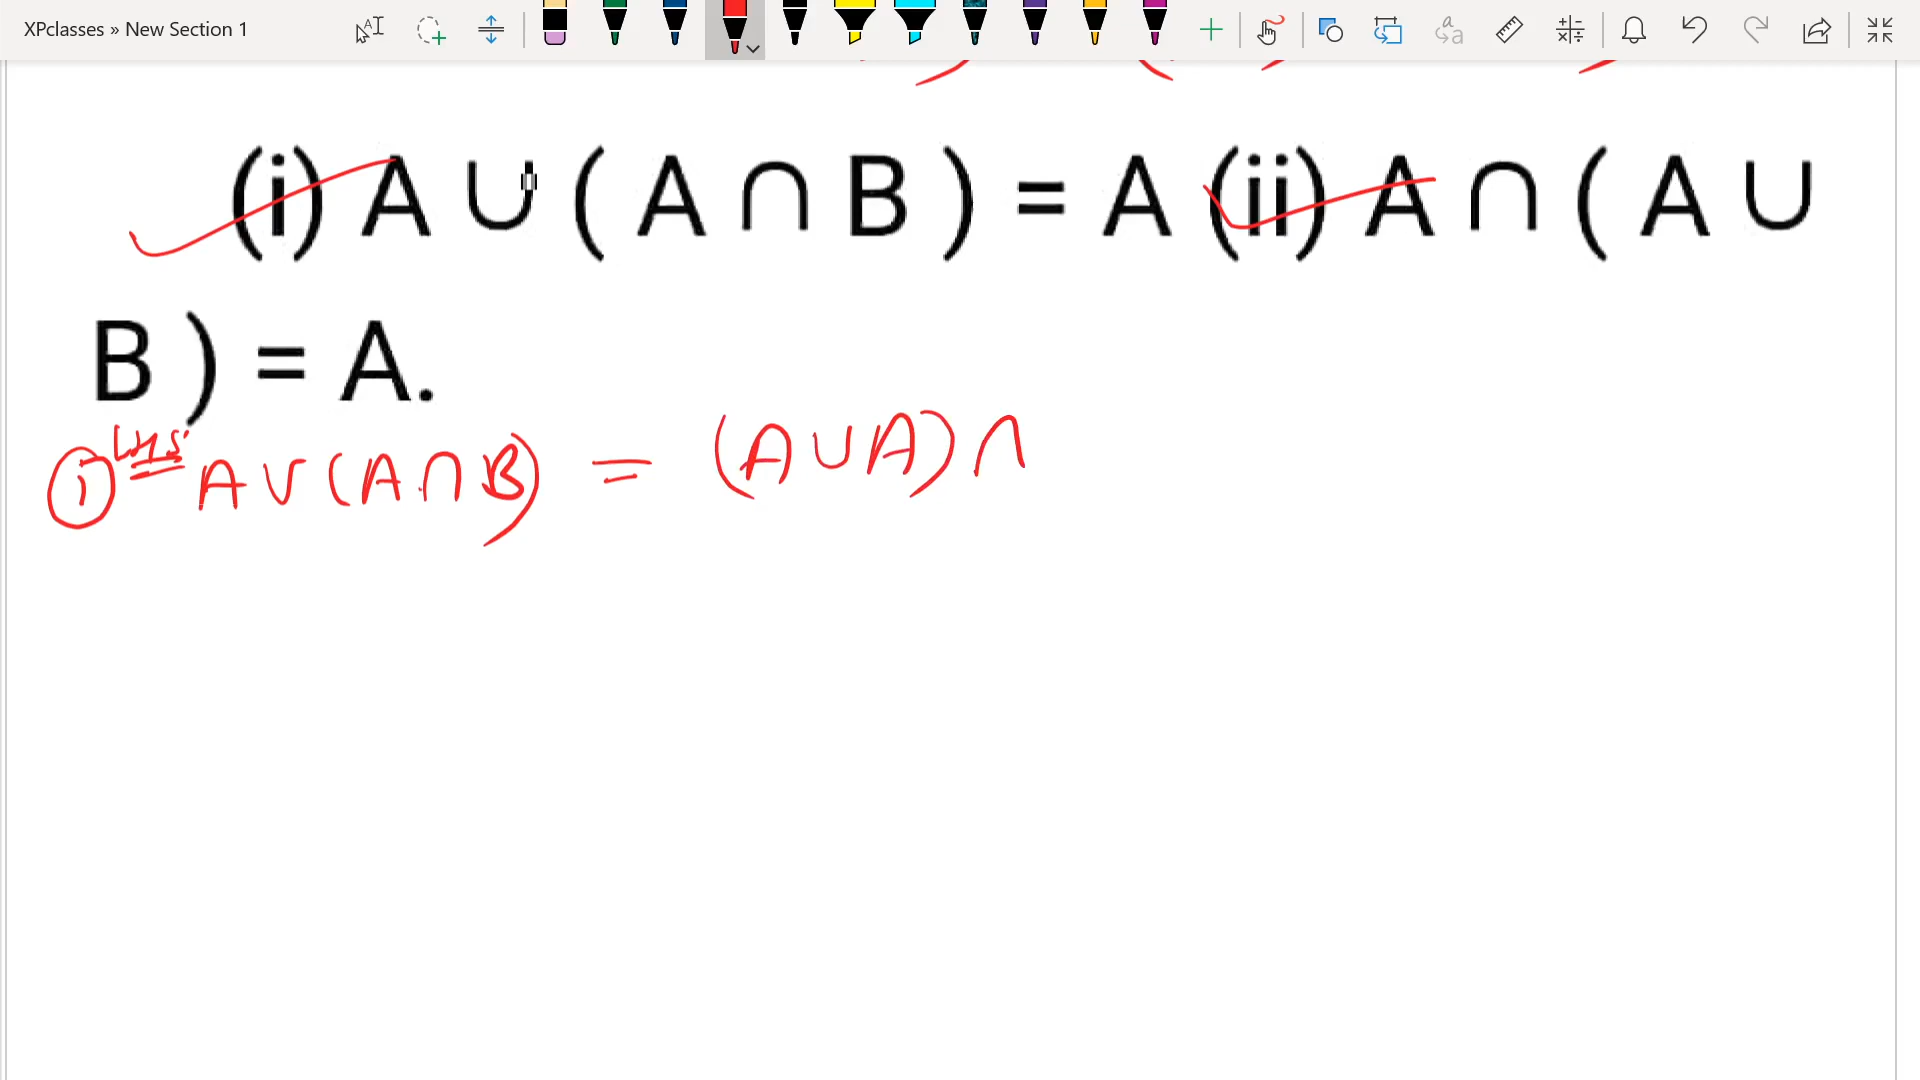 XPclasses » New Section 1
(i) A ∪ ( A ∩ B ) = A (ii) A ∩ ( A ∪
B ) = A.
(i) LHS A ∪ (A ∩ B) = (A ∪ A) ∩